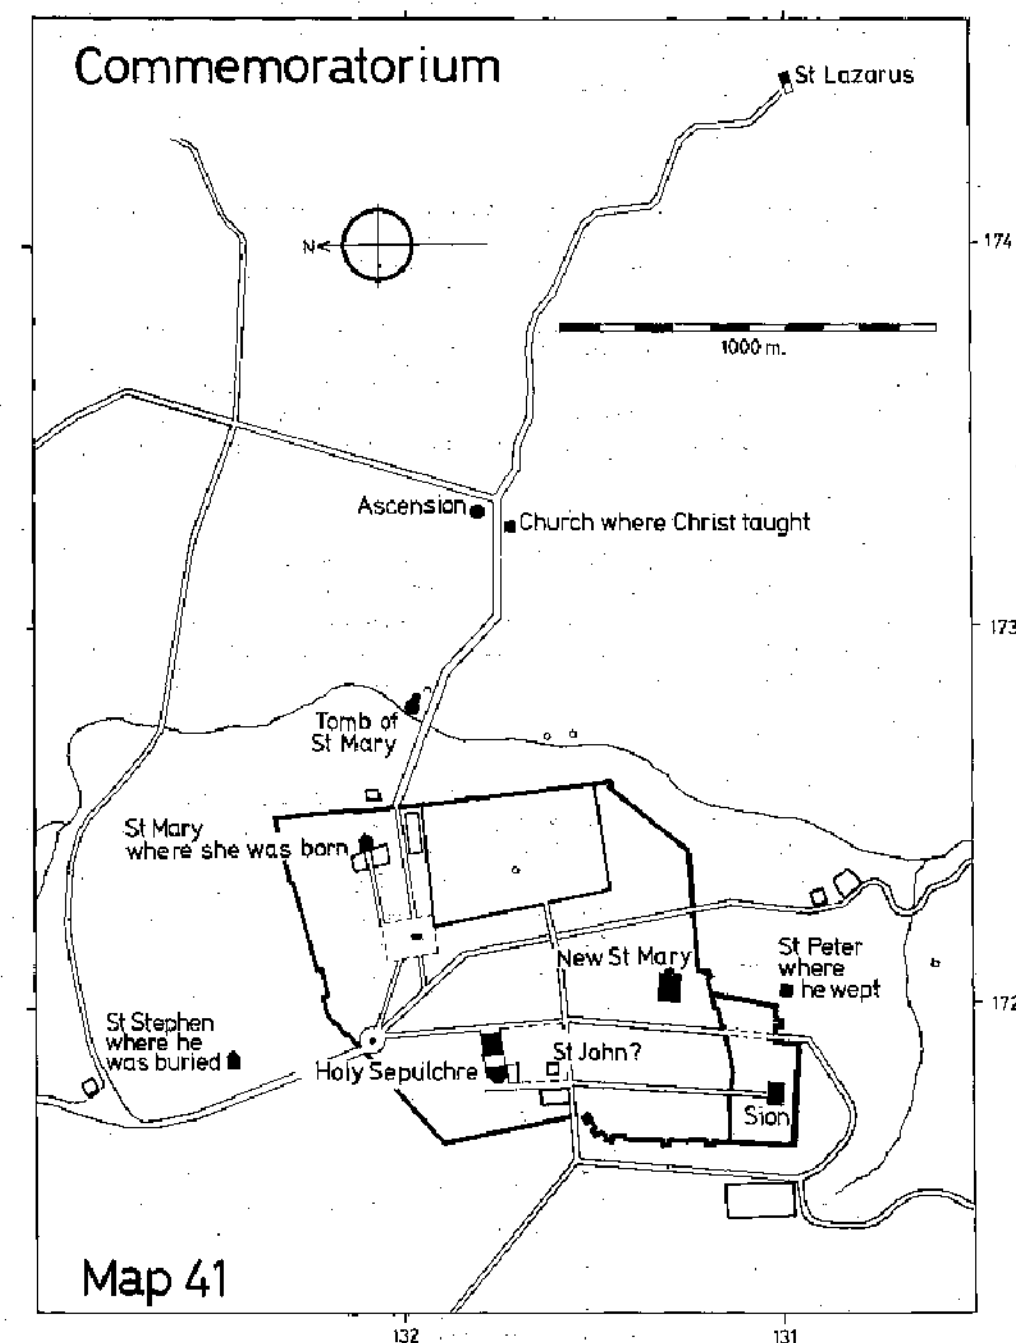 Commemoratorium
St Lazarus
N
174
1000 m.
Ascension
Church where Christ taught
173
Tomb of
St Mary
St Mary
where she was born
New St Mary
St Peter
where
he wept
172
St Stephen
where he
was buried
St John?
Holy Sepulchre
Sion
Map 41
132
131